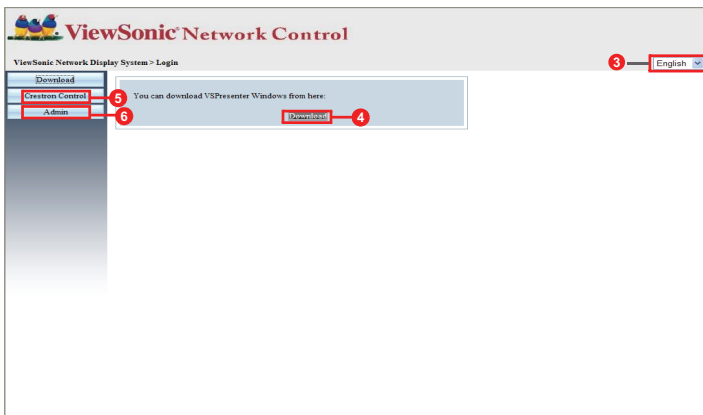 ViewSonic® Network Control
ViewSonic Network Display System > Login
3
English
Download
Crestron Control
5
Admin
6
You can download VSPresenter Windows from here:
Download
4